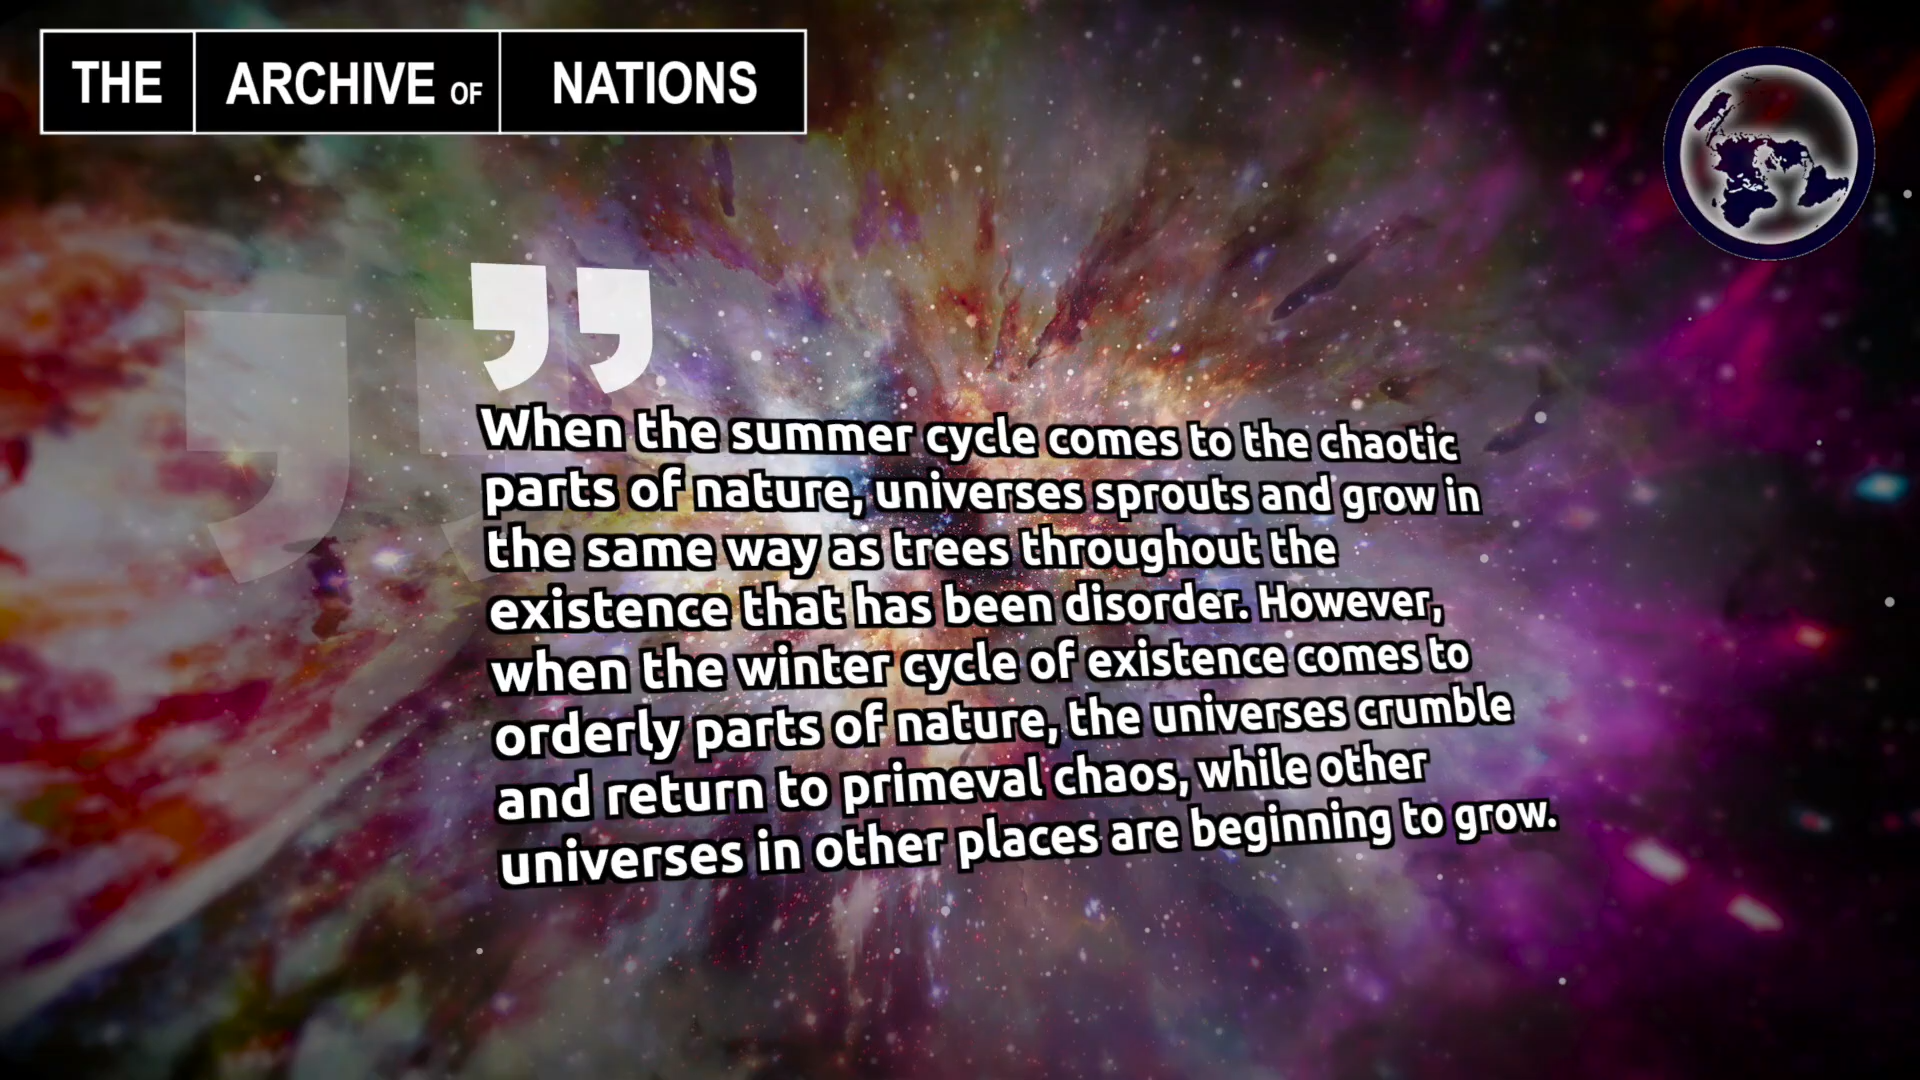 THE ARCHIVE OF NATIONS
When the summer cycle comes to the chaotic
parts of nature, universes sprouts and grow in
the same way as trees throughout the
existence that has been disorder. However,
when the winter cycle of existence comes to
orderly parts of nature, the universes crumble
and return to primeval chaos, while other
universes in other places are beginning to grow.